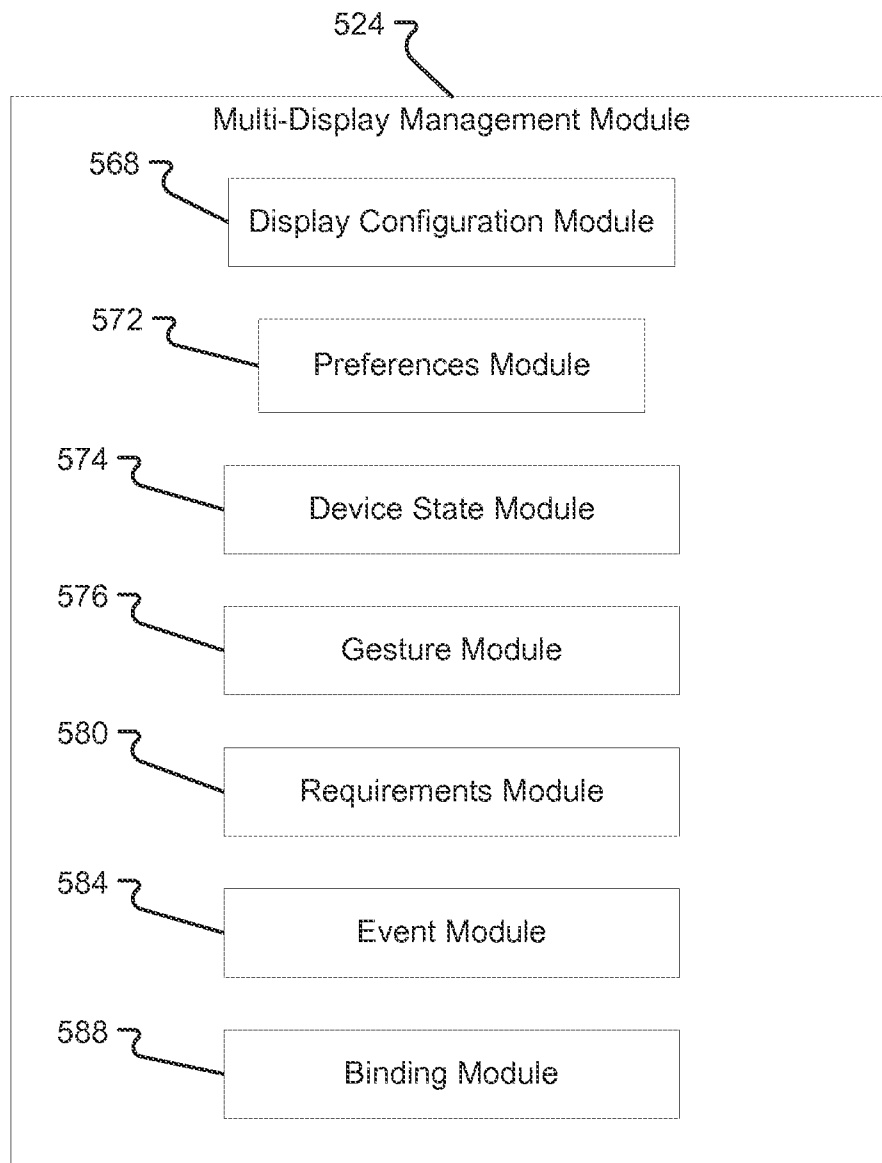 524
Multi-Display Management Module
568
Display Configuration Module
572
Preferences Module
574
Device State Module
576
Gesture Module
580
Requirements Module
584
Event Module
588
Binding Module